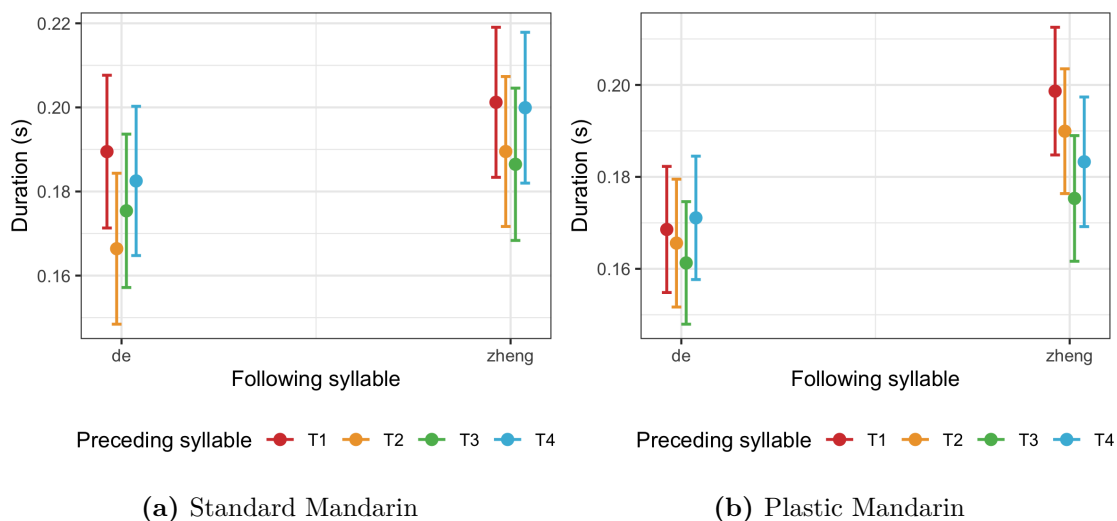 0.22
0.20
0.18
0.16
Duration (s)
de
zheng
Following syllable
Preceding syllable T1 T2 T3 T4
(a) Standard Mandarin
0.20
0.18
0.16
Duration (s)
de
zheng
Following syllable
Preceding syllable T1 T2 T3 T4
(b) Plastic Mandarin